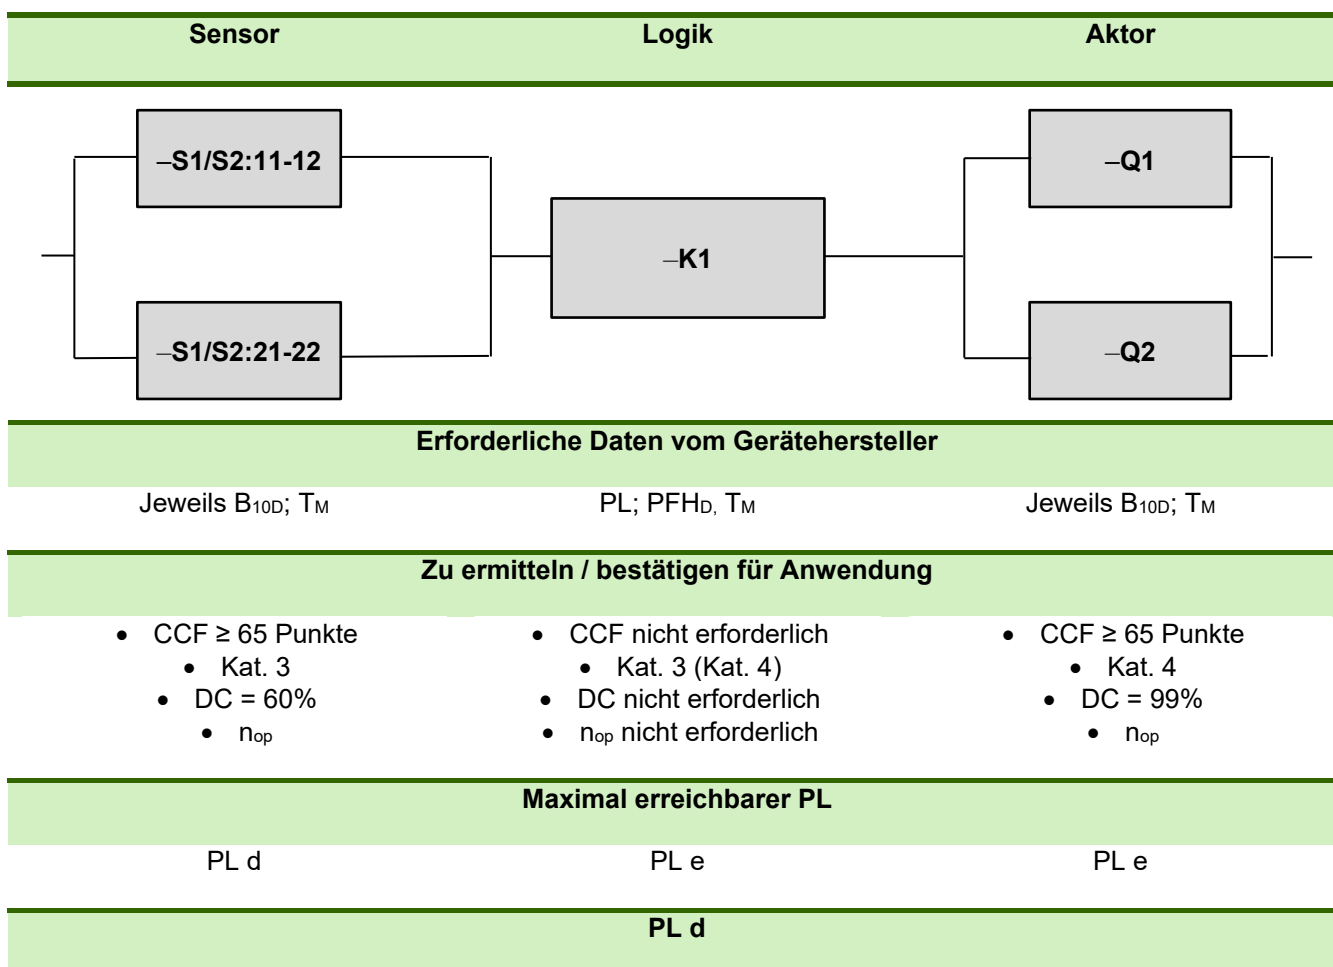 Sensor Logik Aktor
–S1/S2:11-12
–Q1
–K1
–S1/S2:21-22
–Q2
Erforderliche Daten vom Gerätehersteller
Jeweils B10D; TM PL; PFHD, TM Jeweils B10D; TM
Zu ermitteln / bestätigen für Anwendung
• CCF ≥ 65 Punkte
• Kat. 3
• DC = 60%
• nop
• CCF nicht erforderlich
• Kat. 3 (Kat. 4)
• DC nicht erforderlich
• nop nicht erforderlich
• CCF ≥ 65 Punkte
• Kat. 4
• DC = 99%
• nop
Maximal erreichbarer PL
PL d PL e PL e
PL d